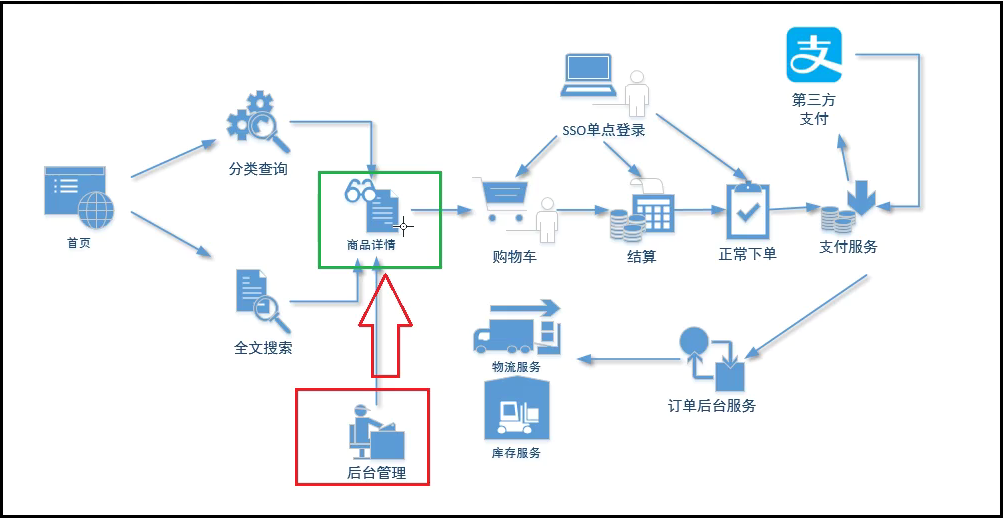 支
第三方
支付
SSO单点登录
分类查询
首页
商品详情
购物车
结算
正常下单
支付服务
全文搜索
物流服务
订单后台服务
库存服务
后台管理